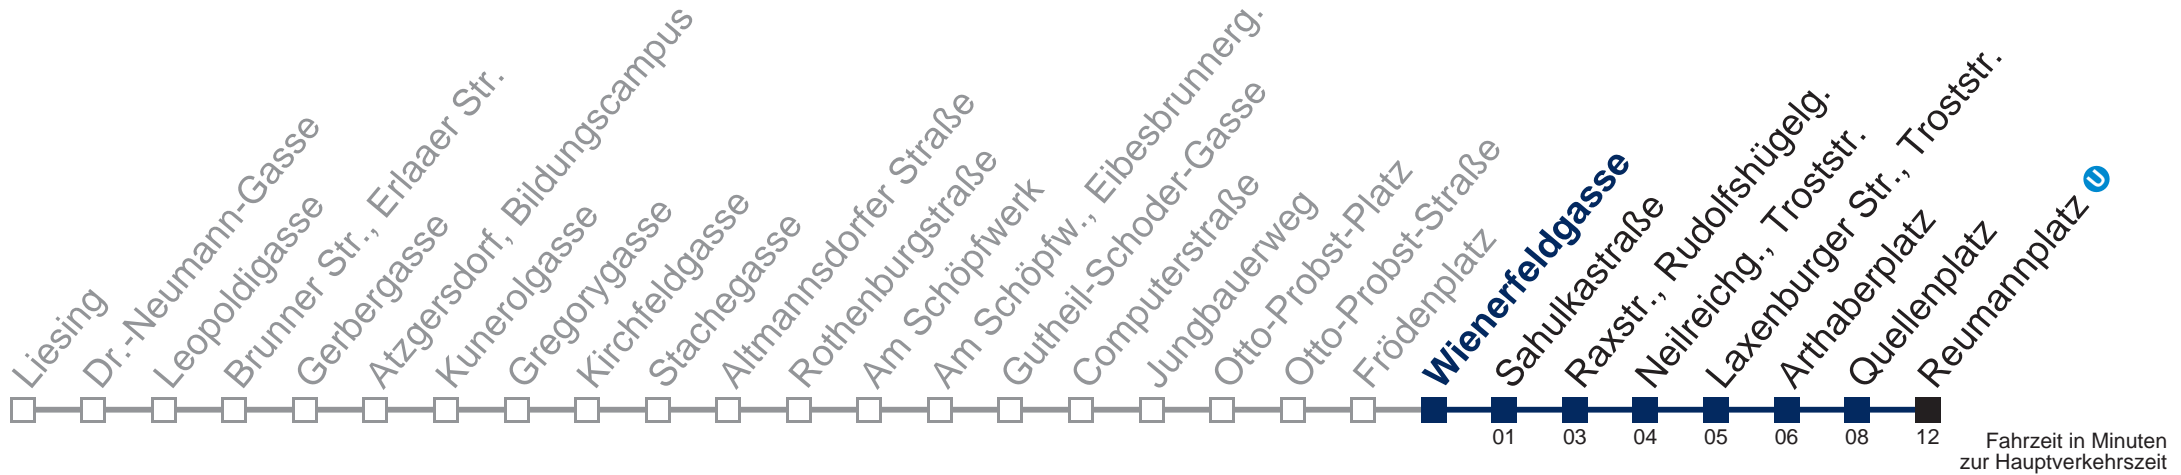 Liesing
Dr.-Neumann-Gasse
Leopoldigasse
Brunner Str., Erlaaer Str.
Gerbergasse
Atzgersdorf, Bildungscampus
Kunerolgasse
Gregorygasse
Kirchfeldgasse
Stachegasse
Altmannsdorfer Straße
Rothenburgstraße
Am Schöpfwerk
Am Schöpfw., Eibesbrunnerg.
Gutheil-Schoder-Gasse
Computerstraße
Jungbauerweg
Otto-Probst-Platz
Otto-Probst-Straße
Frödenplatz
Wienerfeldgasse
Sahulkastraße
Raxstr., Rudolfshügelg.
Neilreichg., Troststr.
Laxenburger Str., Troststr.
Arthaberplatz
Quellenplatz
Reumannplatz U
01 03 04 05 06 08 12
Fahrzeit in Minuten
zur Hauptverkehrszeit